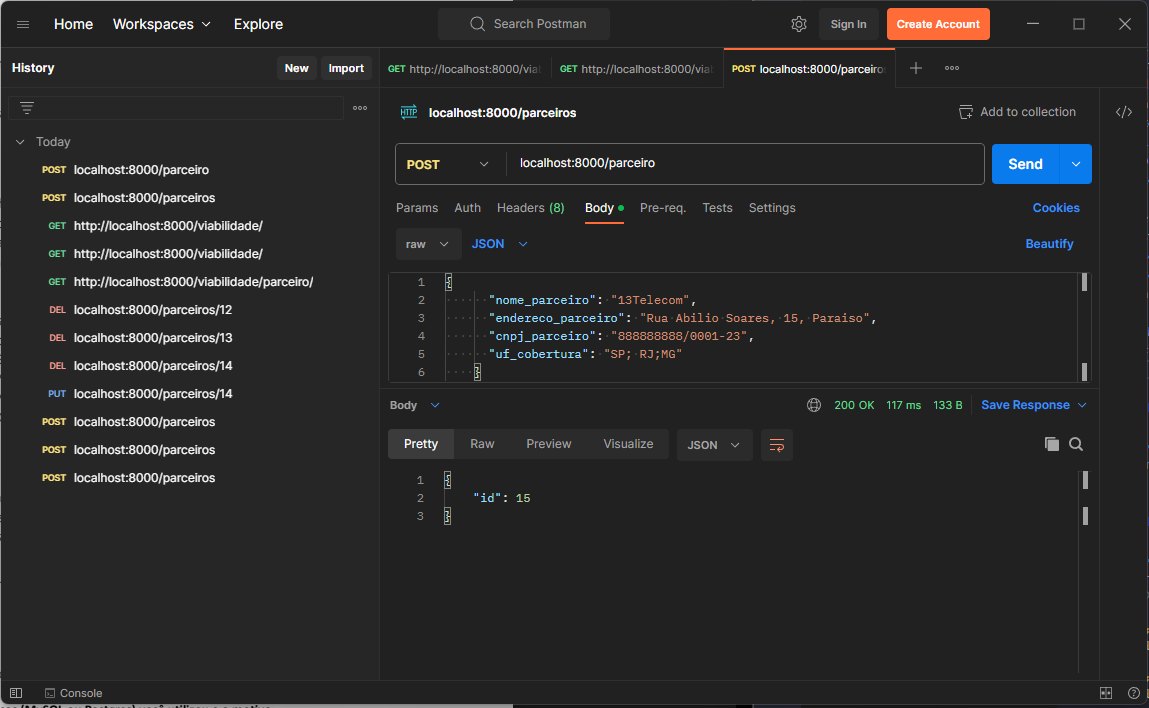 Home Workspaces Explore Search Postman Sign In Create Account
History New Import
GET http://localhost:8000/via GET http://localhost:8000/via POST localhost:8000/parceiros
HTTP localhost:8000/parceiros Add to collection
Today
POST localhost:8000/parceiro
POST localhost:8000/parceiros
GET http://localhost:8000/viabilidade/
GET http://localhost:8000/viabilidade/
GET http://localhost:8000/viabilidade/parceiro/
DEL localhost:8000/parceiros/12
DEL localhost:8000/parceiros/13
DEL localhost:8000/parceiros/14
PUT localhost:8000/parceiros/14
POST localhost:8000/parceiros
POST localhost:8000/parceiros
POST localhost:8000/parceiros
POST localhost:8000/parceiro Send
Params Auth Headers (8) Body Pre-req. Tests Settings Cookies
raw JSON Beautify
1 {
2 "nome_parceiro": "13Telecom",
3 "endereco_parceiro": "Rua Abilio Soares, 15, Paraiso",
4 "cnpj_parceiro": "888888888/0001-23",
5 "uf_cobertura": "SP; RJ;MG"
6 }
Body 200 OK 117 ms 133 B Save Response
Pretty Raw Preview Visualize JSON
1 {
2 "id": 15
3 }
Console